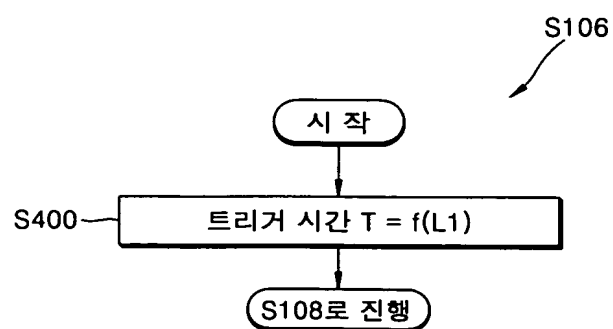 S106
시 작
S400
트리거 시간 T = f(L1)
S108로 진행